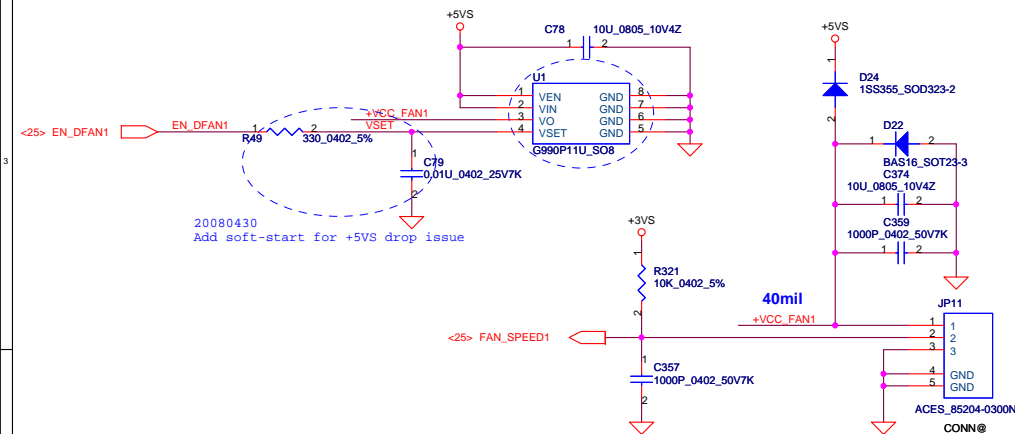 +5VS
C78 10U_0805_10V4Z
1 2
U1
1 VEN GND 8
2 VIN GND 7
+VCC_FAN1 3 VO GND 6
4 VSET GND 5
G990P11U_SO8
<25> EN_DFAN1 EN_DFAN1 1 2 VSET
R49 330_0402_5%
1
C79
0.01U_0402_25V7K
2
20080430
Add soft-start for +5VS drop issue
3
+5VS
1
D24
1SS355_SOD323-2
2
D22
1 2
BAS16_SOT23-3
C374
10U_0805_10V4Z
1 2
C359
1000P_0402_50V7K
1 2
+3VS
1
R321
10K_0402_5%
2
<25> FAN_SPEED1
1
C357
1000P_0402_50V7K
2
40mil
+VCC_FAN1
JP11
1 1
2 2
3 3
4 GND
5 GND
ACES_85204-0300N
CONN@